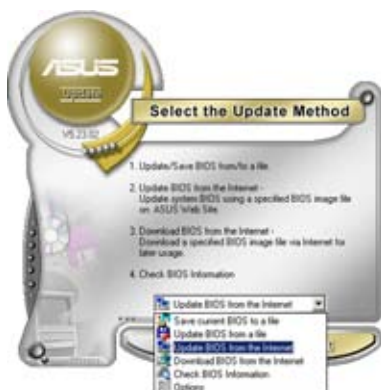 ASUS
Update
Select the Update Method
1. Update/Save BIOS from/to a file.
2. Update BIOS from the Internet -
Update system BIOS using a specified BIOS image file
on ASUS Web Site.
3. Download BIOS from the Internet -
Download a specified BIOS image file via Internet for
later usage.
4. Check BIOS Information
Update BIOS from the Internet
Save current BIOS to a file
Update BIOS from a file
Update BIOS from the Internet
Download BIOS from the Internet
Check BIOS Information
Options